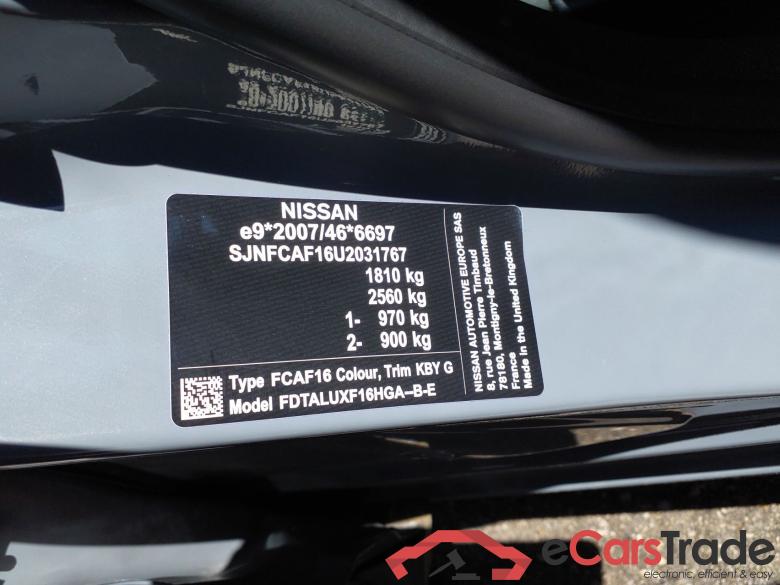 NISSAN
e9*2007/46*6697
SJNFCAF16U2031767
1810 kg
2560 kg
1- 970 kg
2- 900 kg
Type FCAF16 Colour, Trim KBY G
Model FDTALUXF16HGA--B-E
NISSAN AUTOMOTIVE EUROPE SAS
8, rue Jean Pierre Timbaud
78180, Montigny-le-Bretonneux
France
Made In the United Kingdom
eCarsTrade
electronic, efficient & easy